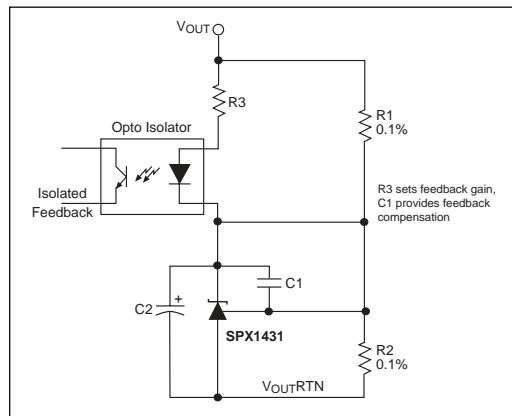 VOUT
R3
R1
0.1%
Opto Isolator
Isolated
Feedback
R3 sets feedback gain,
C1 provides feedback
compensation
C1
C2
+
SPX1431
R2
0.1%
VOUTRTN